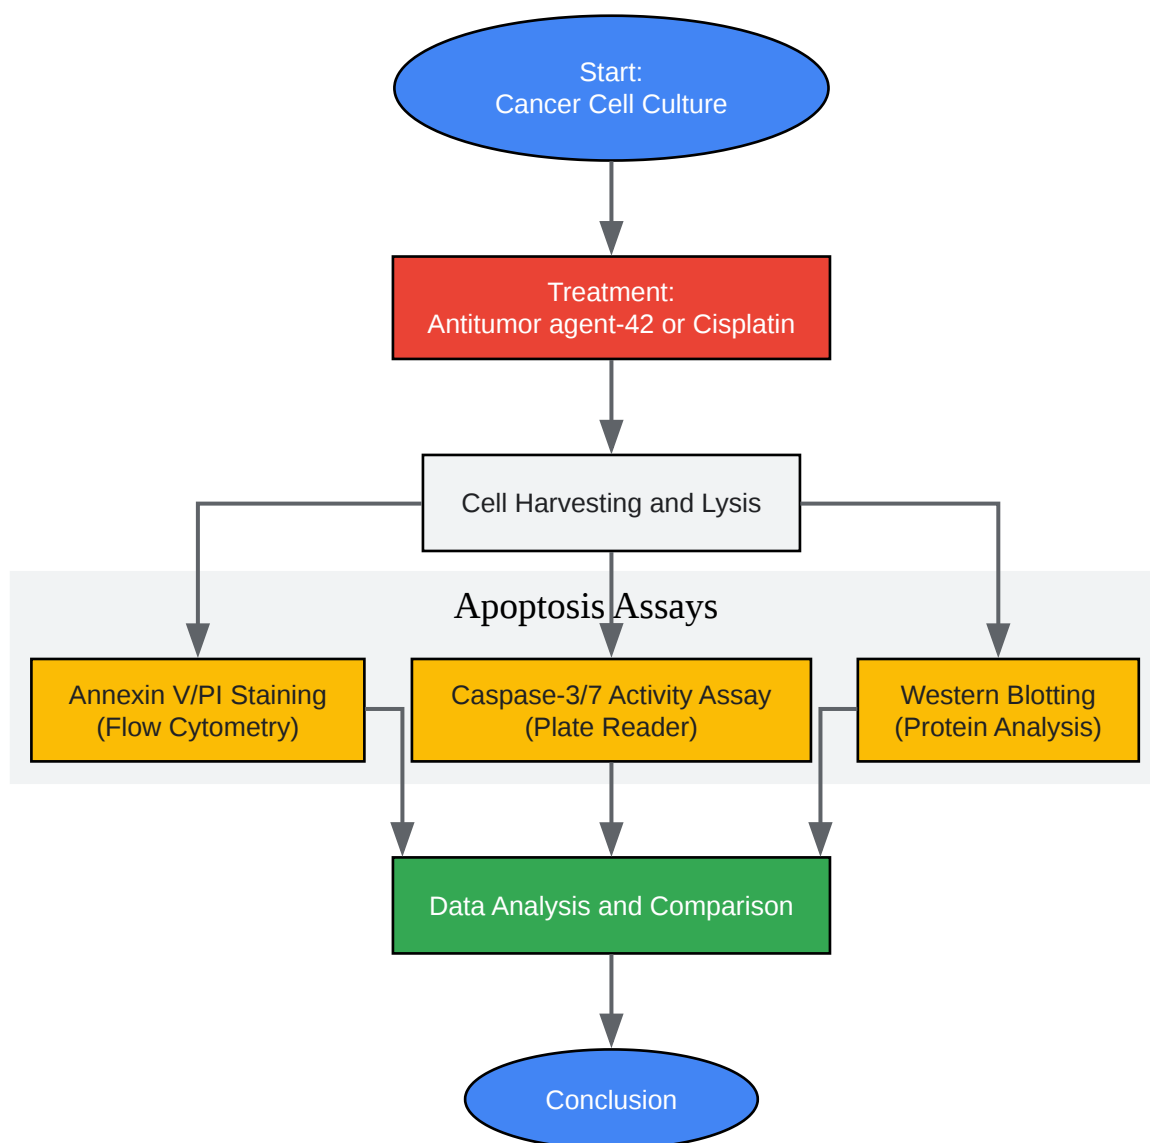 Start:
Cancer Cell Culture
Treatment:
Antitumor agent-42 or Cisplatin
Cell Harvesting and Lysis
Apoptosis Assays
Annexin V/PI Staining
(Flow Cytometry)
Caspase-3/7 Activity Assay
(Plate Reader)
Western Blotting
(Protein Analysis)
Data Analysis and Comparison
Conclusion